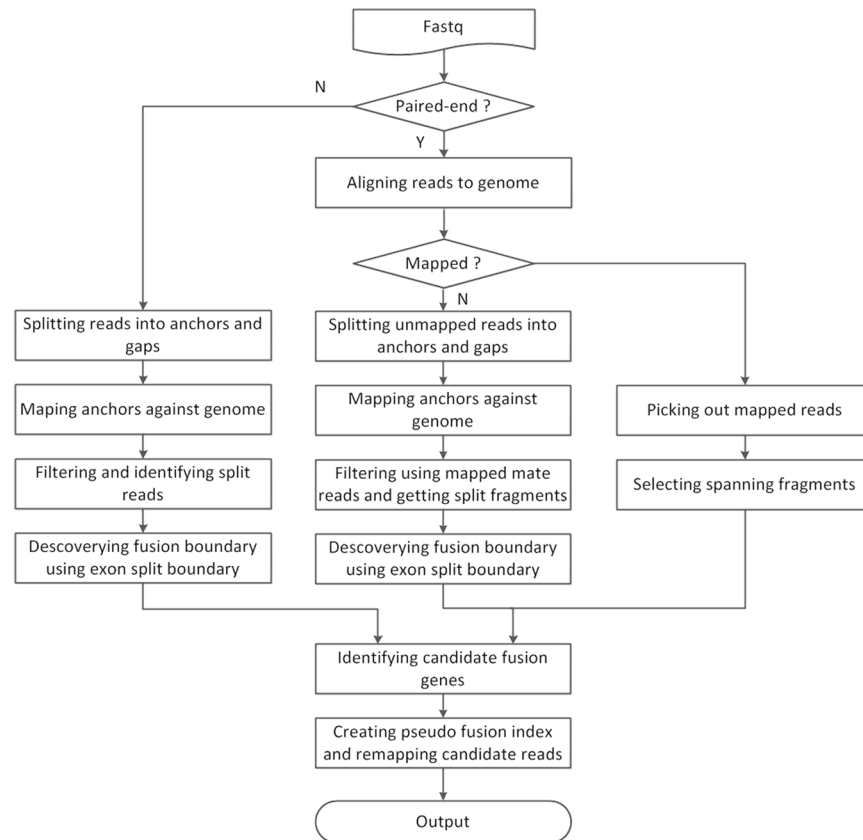 Fastq
N
Paired-end ?
Y
Aligning reads to genome
Mapped ?
N
Splitting reads into anchors and
gaps
Splitting unmapped reads into
anchors and gaps
Maping anchors against genome
Mapping anchors against
genome
Picking out mapped reads
Filtering and identifying split
reads
Filtering using mapped mate
reads and getting split fragments
Selecting spanning fragments
Descoverying fusion boundary
using exon split boundary
Descoverying fusion boundary
using exon split boundary
Identifying candidate fusion
genes
Creating pseudo fusion index
and remapping candidate reads
Output